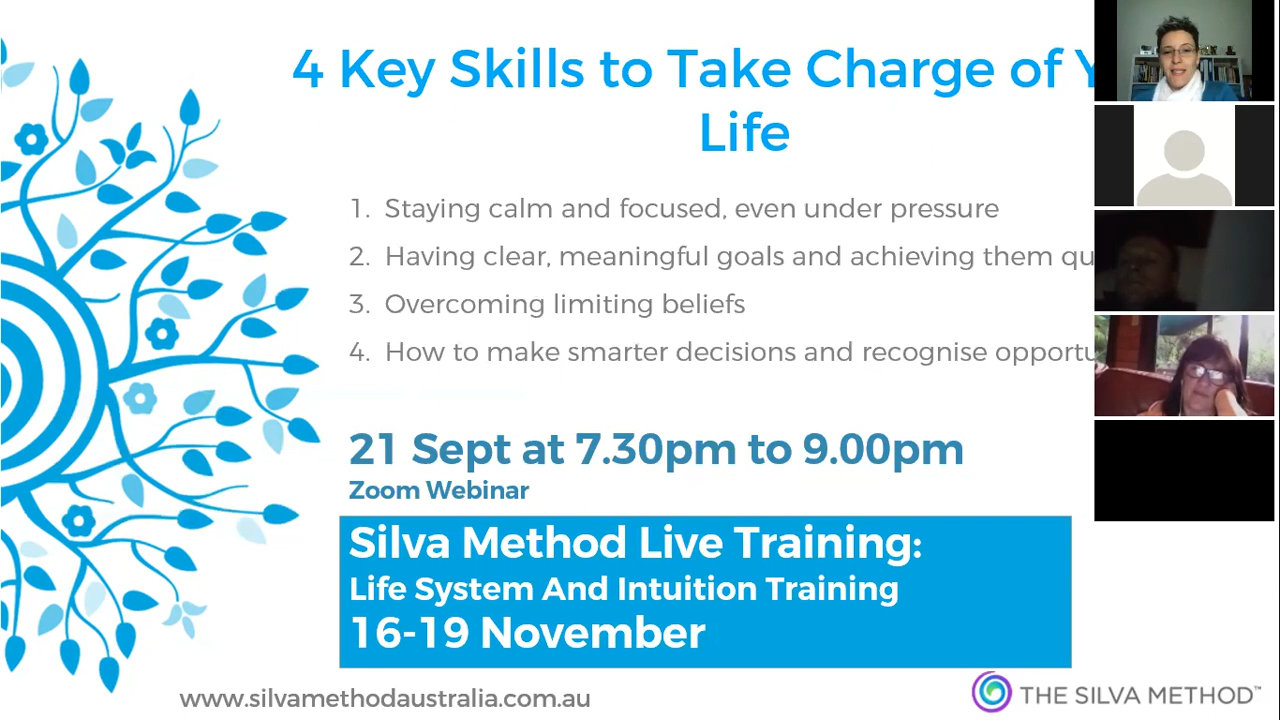 4 Key Skills to Take Charge of
Life
1. Staying calm and focused, even under pressure
2. Having clear, meaningful goals and achieving them qu
3. Overcoming limiting beliefs
4. How to make smarter decisions and recognise opportu
21 Sept at 7.30pm to 9.00pm
Zoom Webinar
Silva Method Live Training:
Life System And Intuition Training
16-19 November
www.silvamethodaustralia.com.au
THE SILVA METHOD™